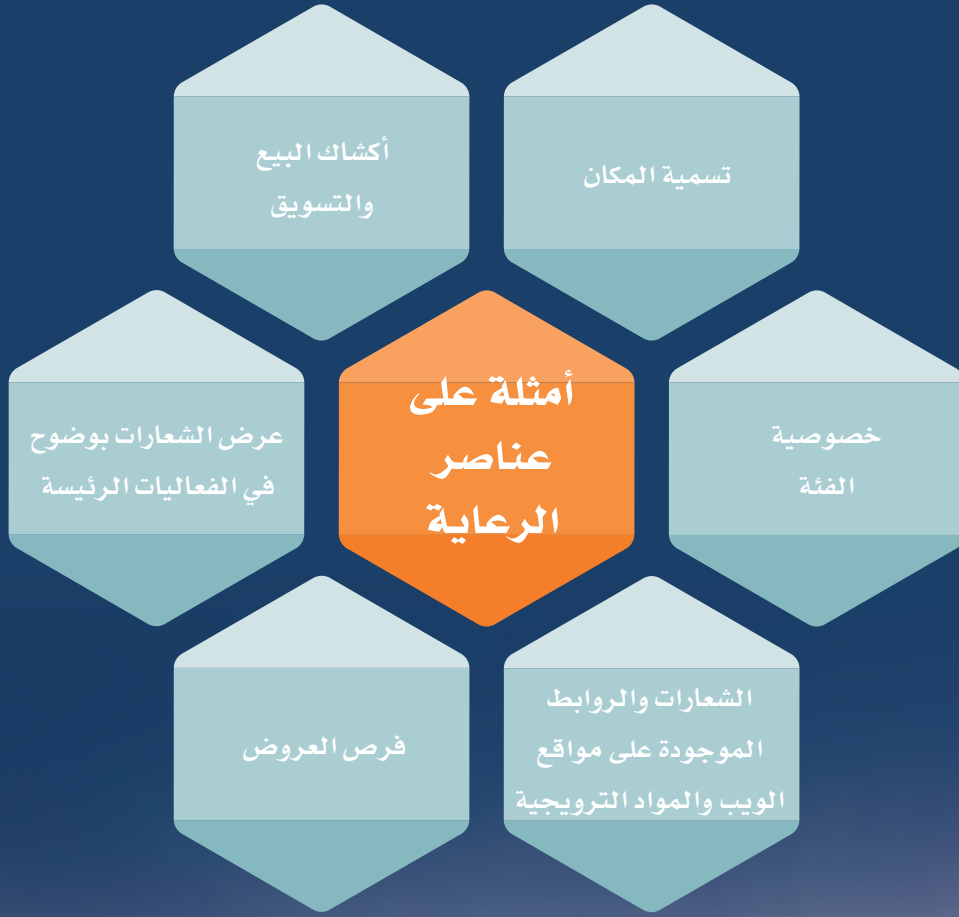 تسمية المكان
أكشاك البيع
والتسويق
خصوصية
الفئة
أمثلة على
عناصر
الرعاية
عرض الشعارات بوضوح
في الفعاليات الرئيسة
الشعارات والروابط
الموجودة على مواقع
الويب والمواد الترويجية
فرص العروض